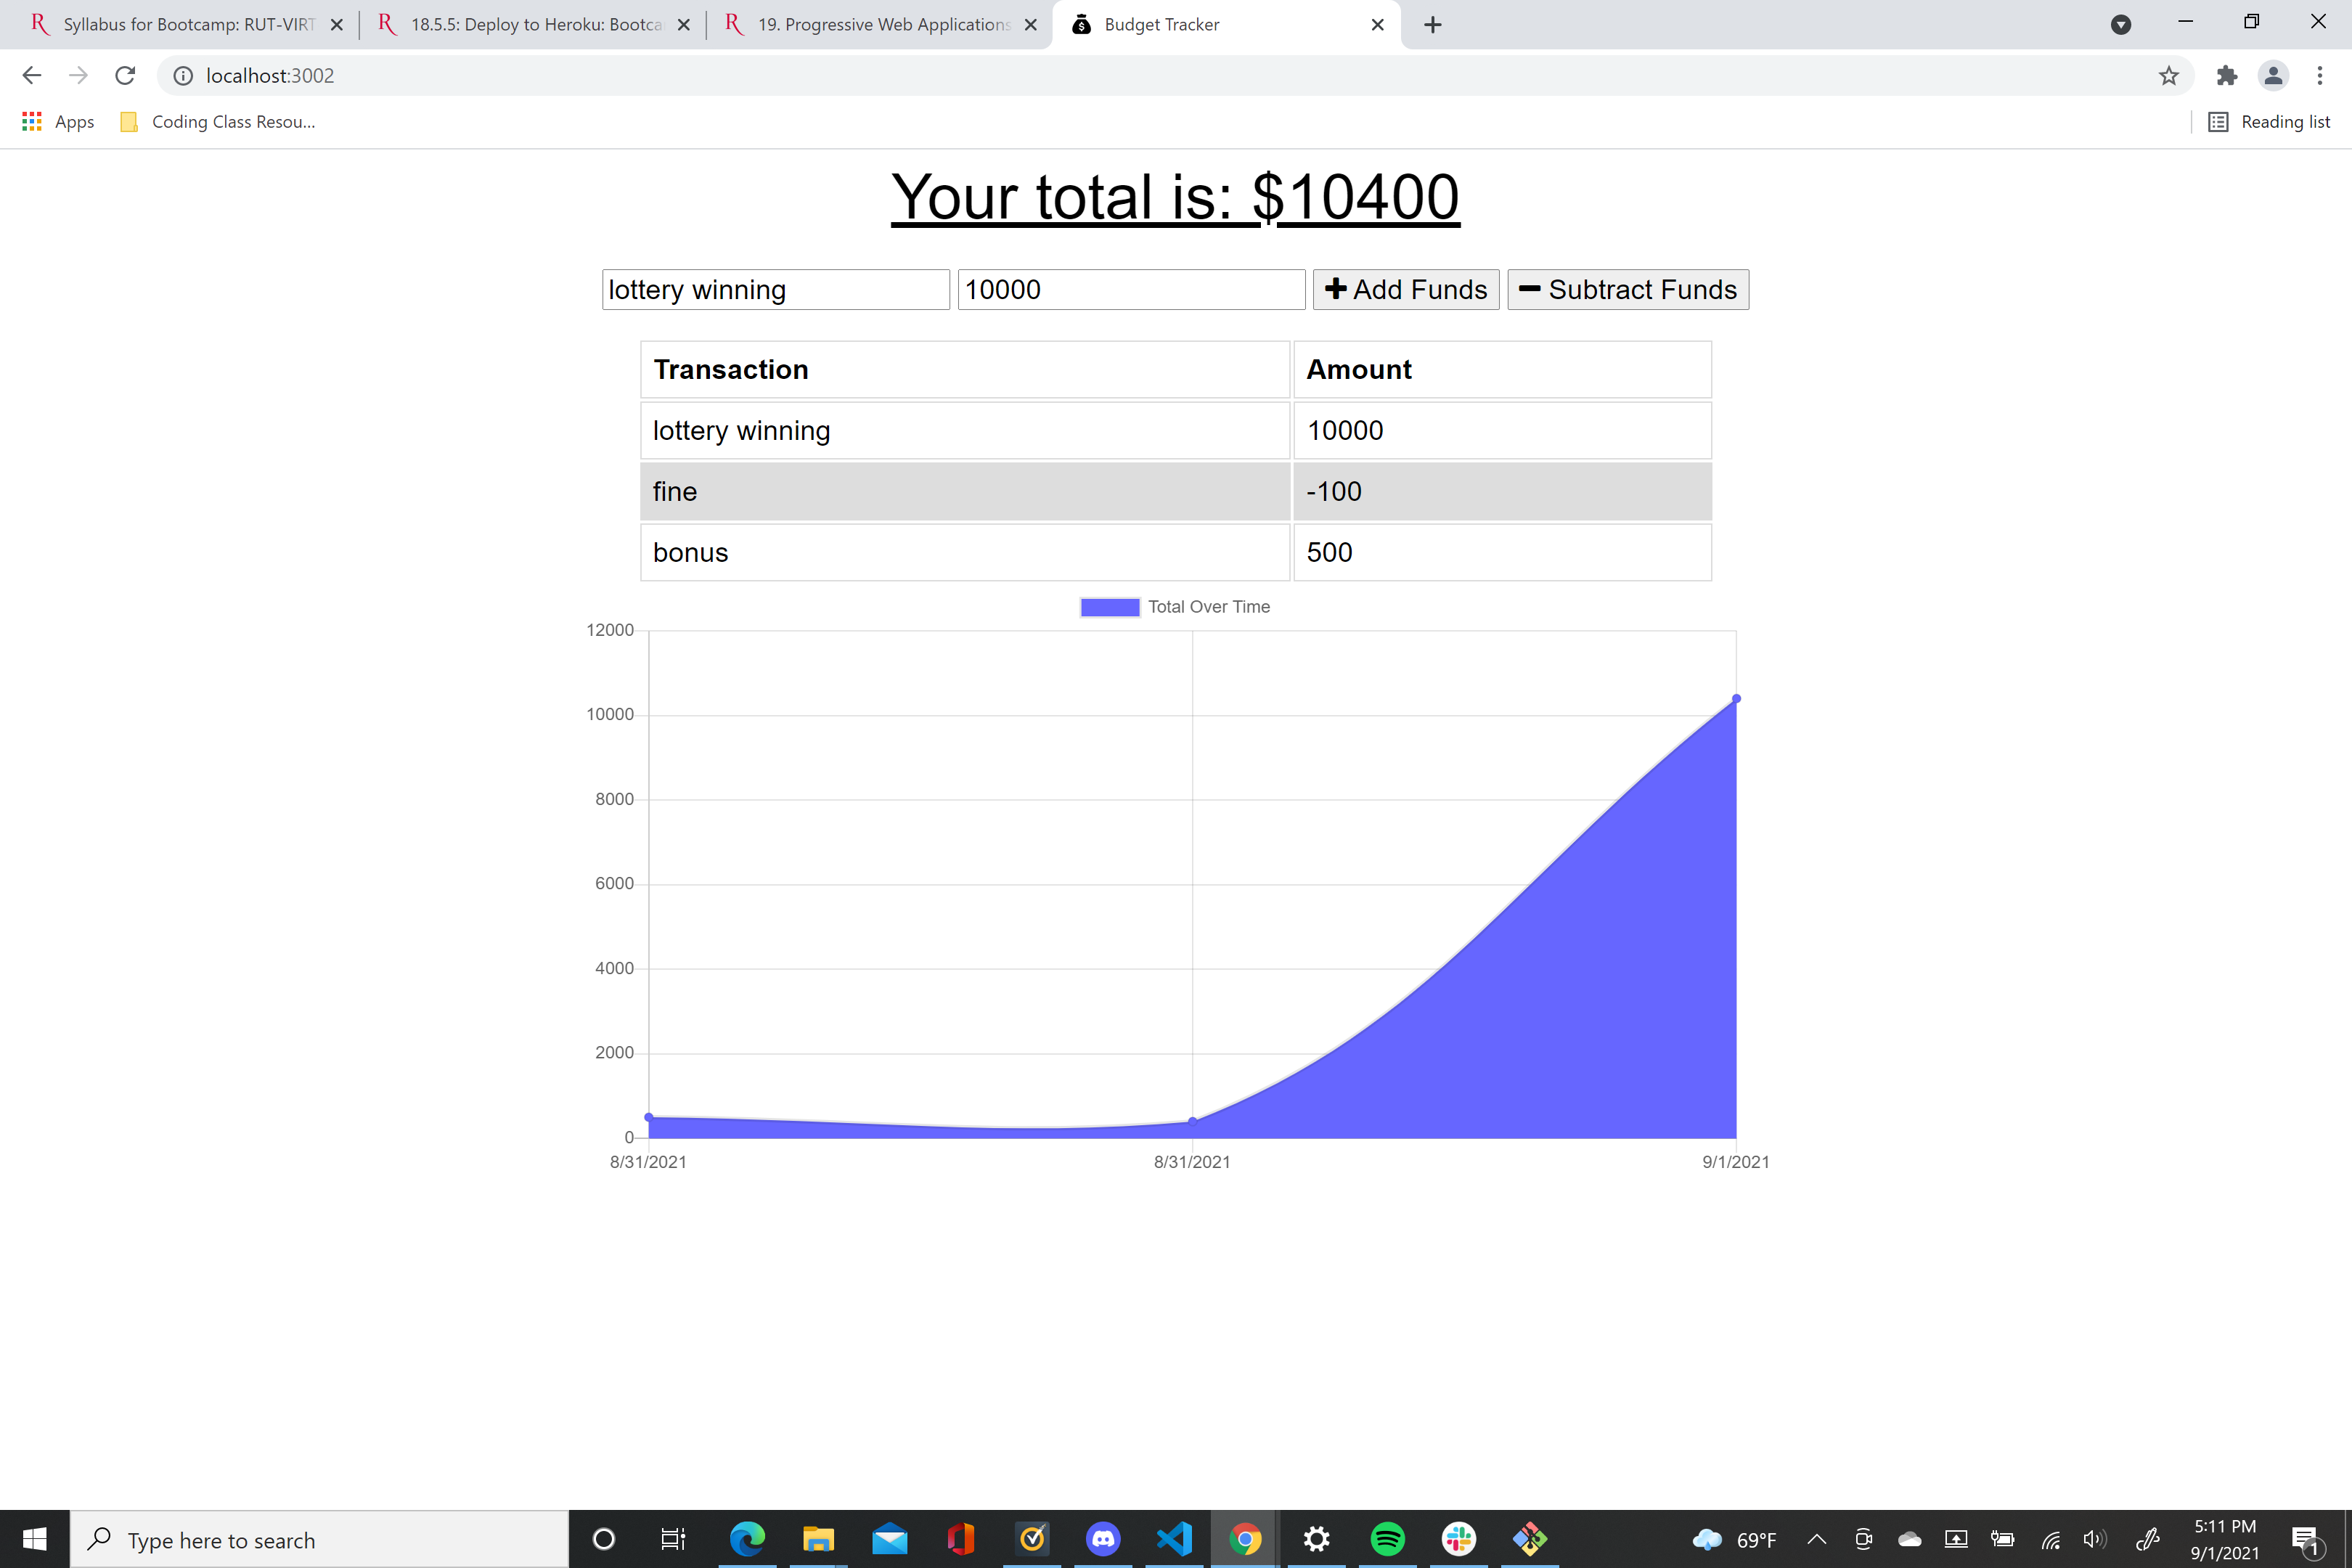 Syllabus for Bootcamp: RUT-VIRT
18.5.5: Deploy to Heroku: Bootca
19. Progressive Web Applications
Budget Tracker
localhost:3002
Apps
Coding Class Resou...
Reading list
Your total is: $10400
lottery winning 10000 Add Funds Subtract Funds
Transaction Amount
lottery winning 10000
fine -100
bonus 500
Total Over Time
12000
10000
8000
6000
4000
2000
0
8/31/2021 8/31/2021 9/1/2021
Type here to search
69°F
5:11 PM
9/1/2021
1